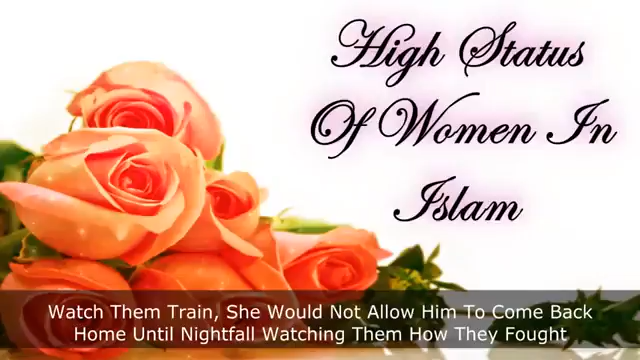 High Status
Of Women In
Islam
Watch Them Train, She Would Not Allow Him To Come Back
Home Until Nightfall Watching Them How They Fought